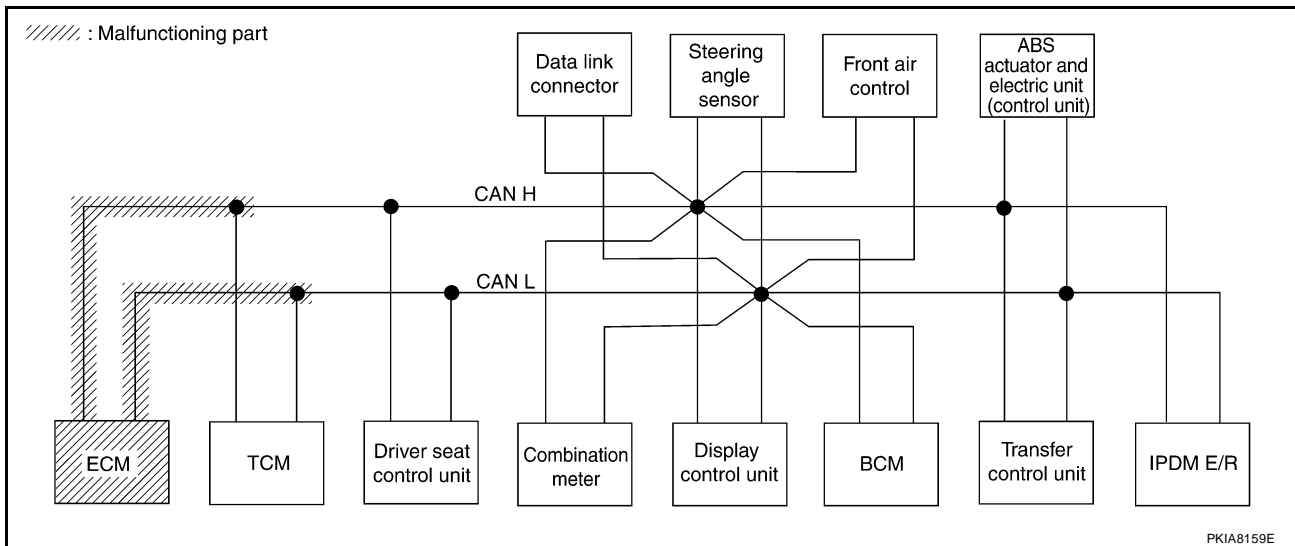 : Malfunctioning part
Data link
connector
Steering
angle
sensor
Front air
control
ABS
actuator and
electric unit
(control unit)
CAN H
CAN L
ECM
TCM
Driver seat
control unit
Combination
meter
Display
control unit
BCM
Transfer
control unit
IPDM E/R
PKIA8159E